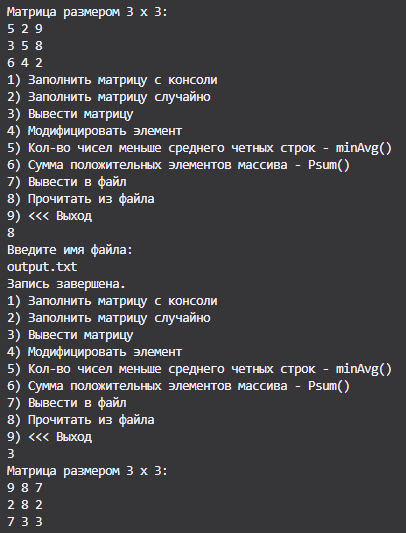 Матрица размером 3 x 3:
5 2 9
3 5 8
6 4 2
1) Заполнить матрицу с консоли
2) Заполнить матрицу случайно
3) Вывести матрицу
4) Модифицировать элемент
5) Кол-во чисел меньше среднего четных строк - minAvg()
6) Сумма положительных элементов массива - Psum()
7) Вывести в файл
8) Прочитать из файла
9) <<< Выход
8
Введите имя файла:
output.txt
Запись завершена.
1) Заполнить матрицу с консоли
2) Заполнить матрицу случайно
3) Вывести матрицу
4) Модифицировать элемент
5) Кол-во чисел меньше среднего четных строк - minAvg()
6) Сумма положительных элементов массива - Psum()
7) Вывести в файл
8) Прочитать из файла
9) <<< Выход
3
Матрица размером 3 x 3:
9 8 7
2 8 2
7 3 3